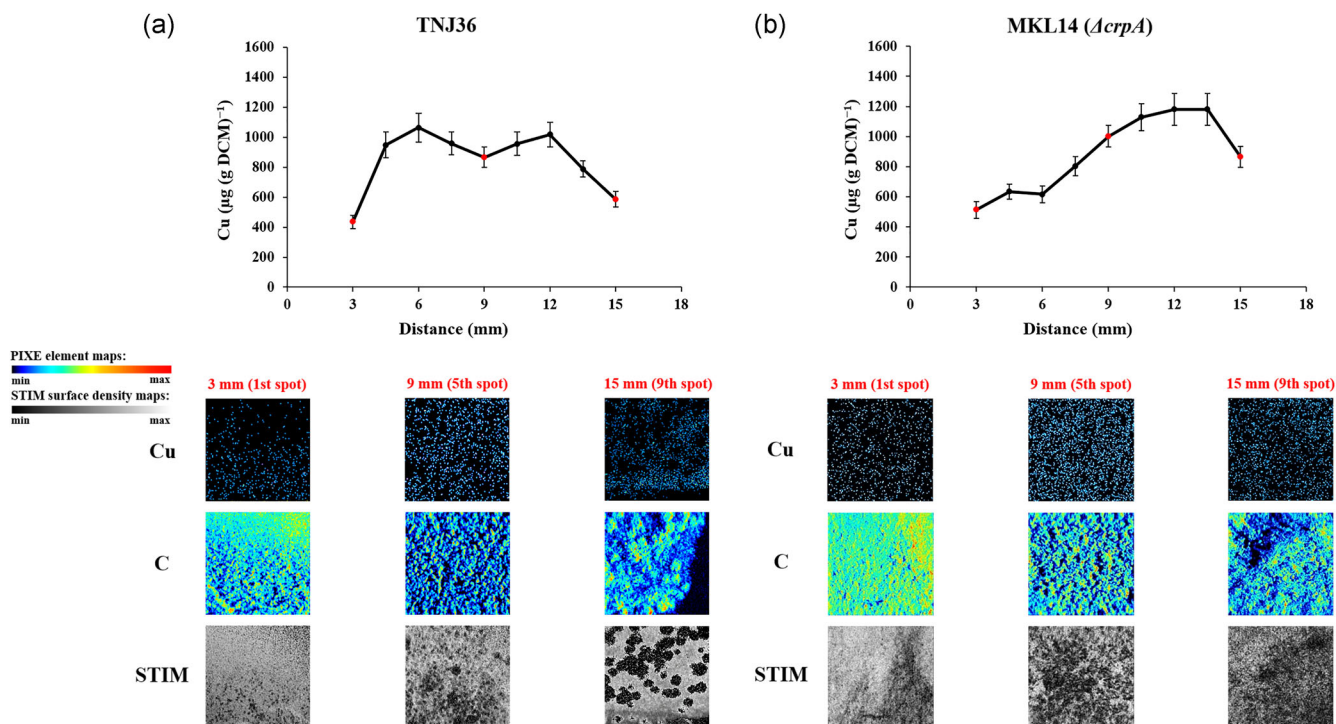 (a)
TNJ36
Cu (µg (g DCM)⁻¹)
1600
1400
1200
1000
800
600
400
200
0
0 3 6 9 12 15 18
Distance (mm)
(b)
MKL14 (ΔcrpA)
Cu (µg (g DCM)⁻¹)
1600
1400
1200
1000
800
600
400
200
0
0 3 6 9 12 15 18
Distance (mm)
PIXE element maps:
min max
STIM surface density maps:
min max
3 mm (1st spot) 9 mm (5th spot) 15 mm (9th spot)
Cu
C
STIM
3 mm (1st spot) 9 mm (5th spot) 15 mm (9th spot)
Cu
C
STIM